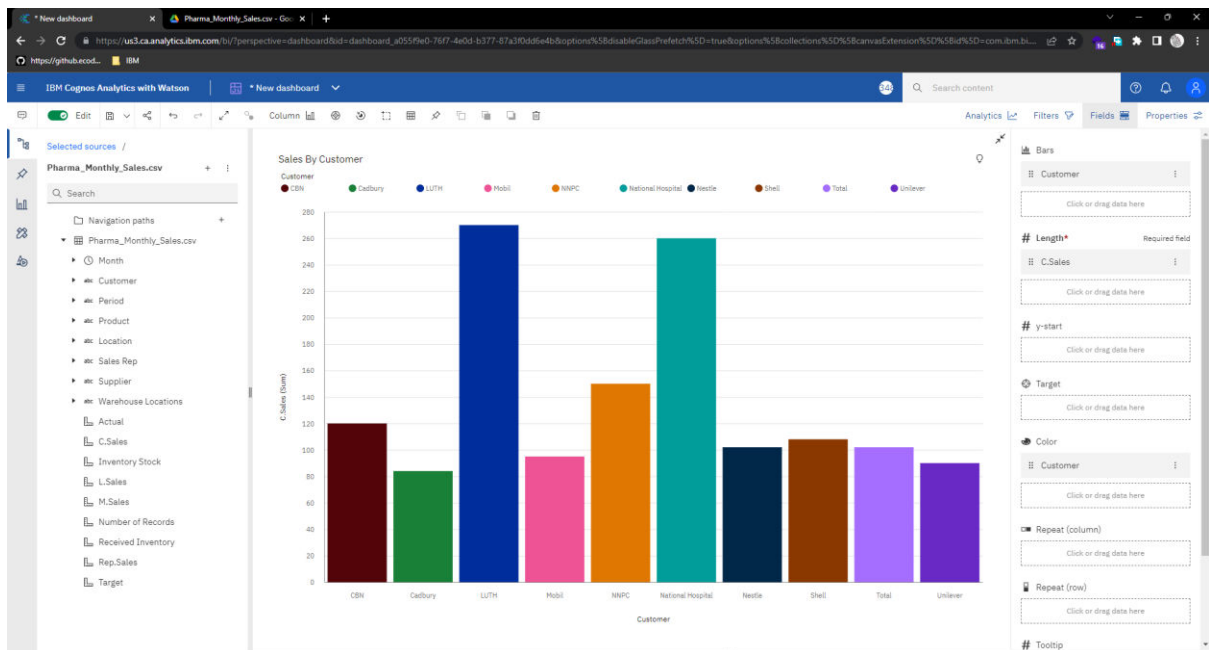 * New dashboard
Pharma_Monthly_Sales.csv - Goo
https://us3.ca.analytics.ibm.com/bi/?perspective=dashboard&id=dashboard_a055f9e0-76f7-4e0d-b377-87a3f0dd6e4b&options%5BdisableGlassPrefetch%5D=true&options%5Bcollections%5D%5BcanvasExtension%5D%5Bid%5D=com.ibm.bi...
https://github.ecod...
IBM
IBM Cognos Analytics with Watson
* New dashboard
Search content
Edit
Column
Analytics
Filters
Fields
Properties
Selected sources /
Pharma_Monthly_Sales.csv
Search
Navigation paths
Pharma_Monthly_Sales.csv
Month
abc Customer
abc Period
abc Product
abc Location
abc Sales Rep
abc Supplier
abc Warehouse Locations
Actual
C.Sales
Inventory Stock
L.Sales
M.Sales
Number of Records
Received Inventory
Rep.Sales
Target
Sales By Customer
Customer
CBN Cadbury LUTH Mobil NNPC National Hospital Nestle Shell Total Unilever
280
260
240
220
200
180
160
140
120
100
80
60
40
20
0
C.Sales (Sum)
CBN Cadbury LUTH Mobil NNPC National Hospital Nestle Shell Total Unilever
Customer
Bars
Customer
Click or drag data here
# Length* Required field
C.Sales
Click or drag data here
# y-start
Click or drag data here
Target
Click or drag data here
Color
Customer
Click or drag data here
Repeat (column)
Click or drag data here
Repeat (row)
Click or drag data here
# Tooltip